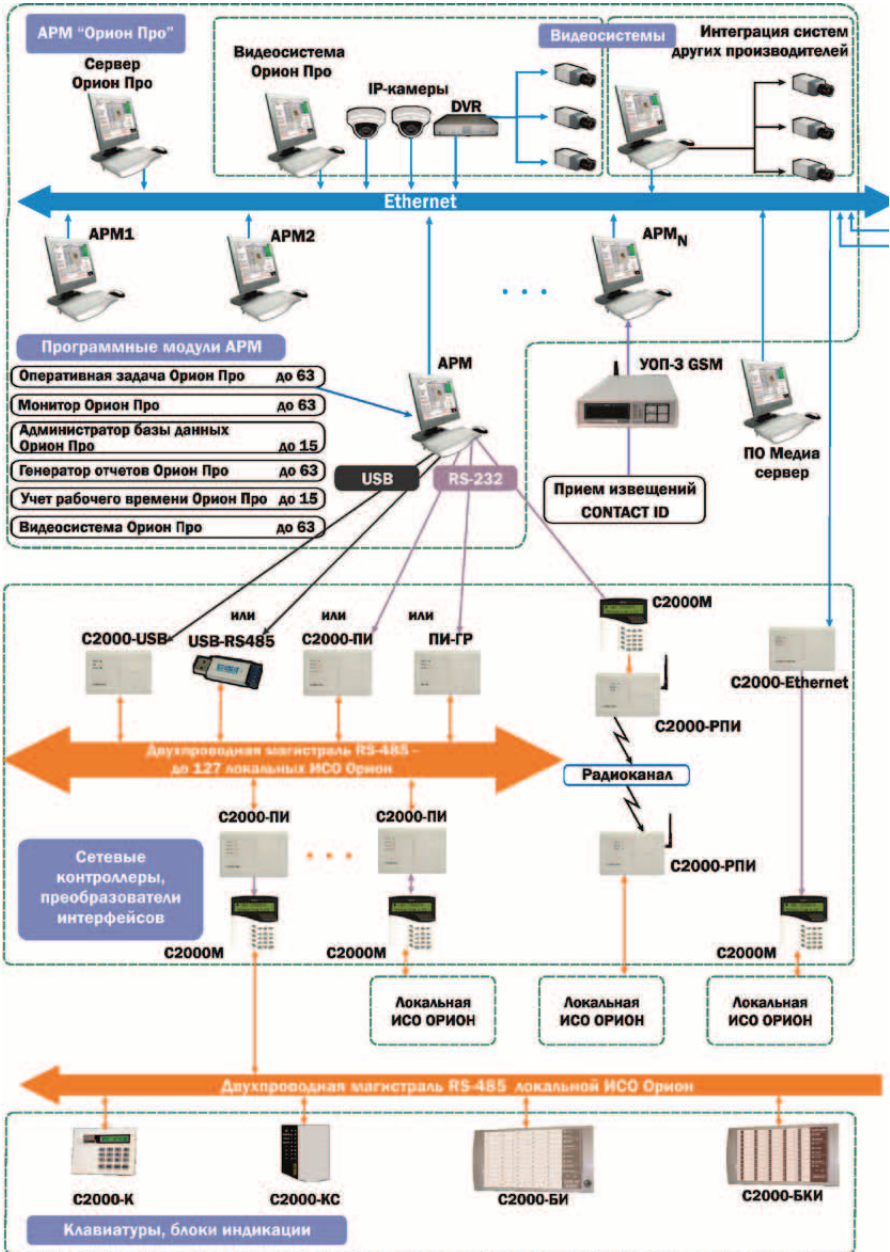 АРМ “Орион Про”
Сервер
Орион Про
Видеосистема
Орион Про
IP-камеры
DVR
Видеосистемы
Интеграция систем
других производителей
Ethernet
АРМ1
АРМ2
АРМN
Программные модули АРМ
Оперативная задача Орион Про до 63
Монитор Орион Про до 63
Администратор базы данных
Орион Про до 15
Генератор отчетов Орион Про до 63
Учет рабочего времени Орион Про до 15
Видеосистема Орион Про до 63
АРМ
УОП-3 GSM
ПО Медиа
сервер
USB
RS-232
Прием извещений
CONTACT ID
С2000-USB
или
USB-RS485
или
С2000-ПИ
или
ПИ-ГР
С2000М
С2000-РПИ
С2000-Ethernet
Двухпроводная магистраль RS-485 –
до 127 локальных ИСО Орион
Радиоканал
С2000-ПИ
С2000-ПИ
С2000-РПИ
Сетевые
контроллеры,
преобразователи
интерфейсов
С2000М
С2000М
С2000М
Локальная
ИСО ОРИОН
Локальная
ИСО ОРИОН
Локальная
ИСО ОРИОН
Двухпроводная магистраль RS-485 локальной ИСО Орион
С2000-К
С2000-КС
С2000-БИ
С2000-БКИ
Клавиатуры, блоки индикации